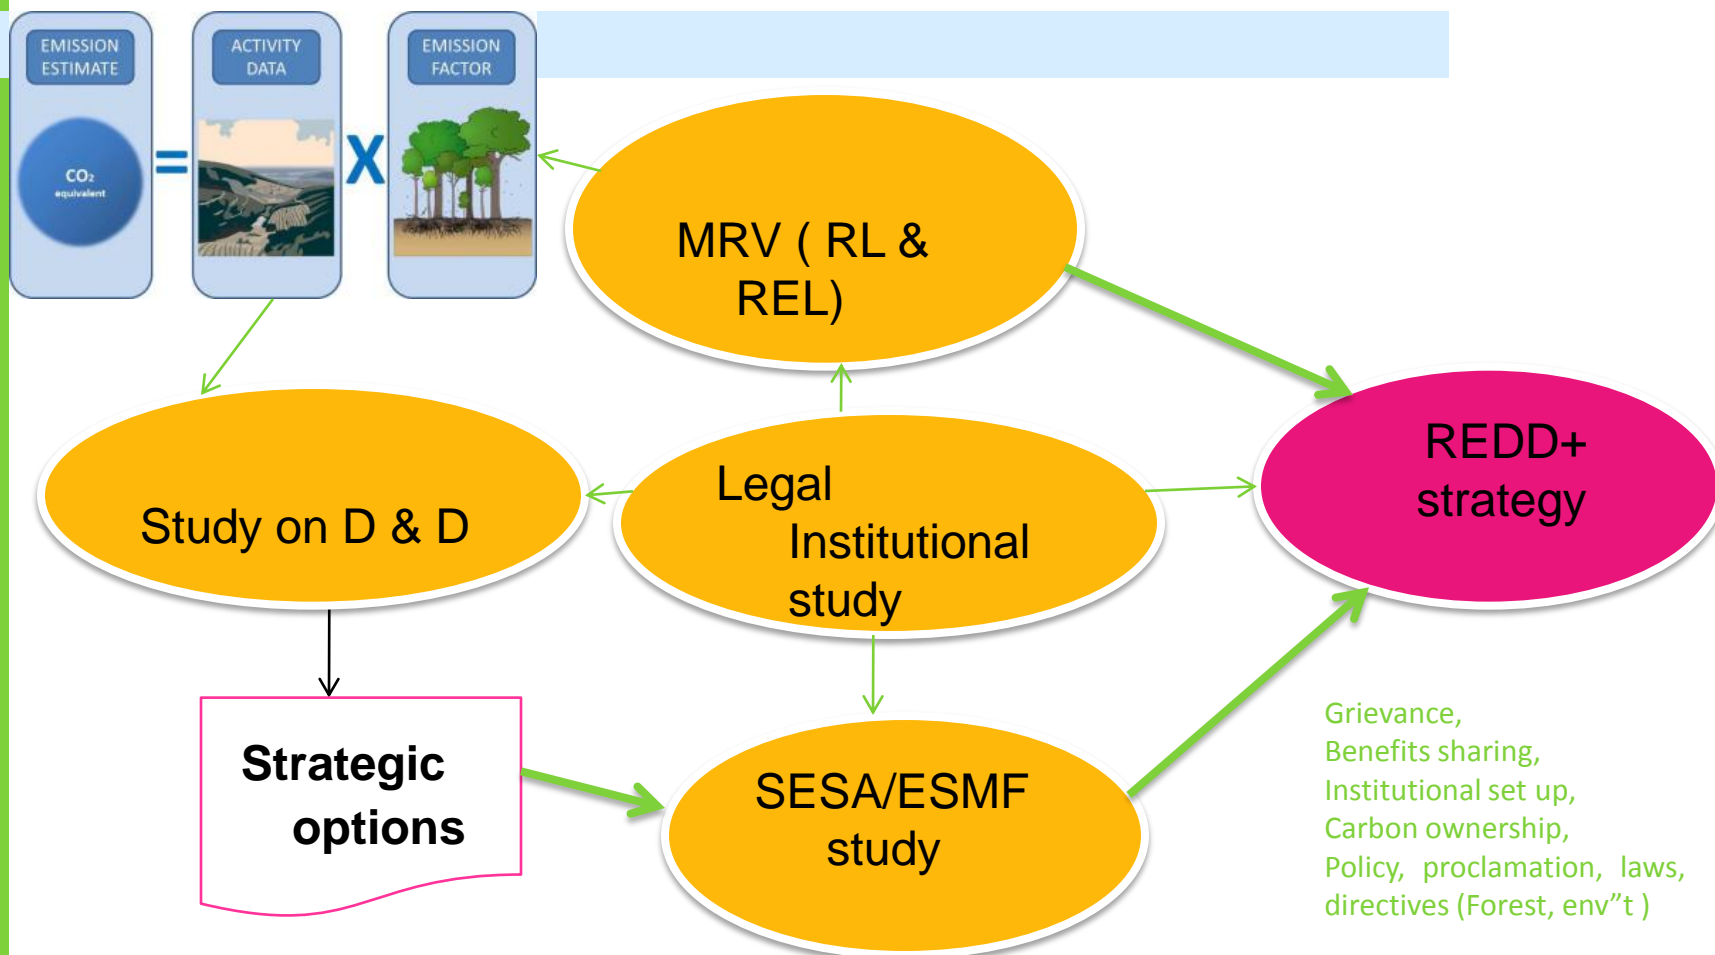 EMISSION
ESTIMATE
CO₂
equivalent
=
ACTIVITY
DATA
X
EMISSION
FACTOR
MRV ( RL &
REL)
Study on D & D
Legal
Institutional
study
REDD+
strategy
Strategic
options
SESA/ESMF
study
Grievance,
Benefits sharing,
Institutional set up,
Carbon ownership,
Policy, proclamation, laws,
directives (Forest, env”t )